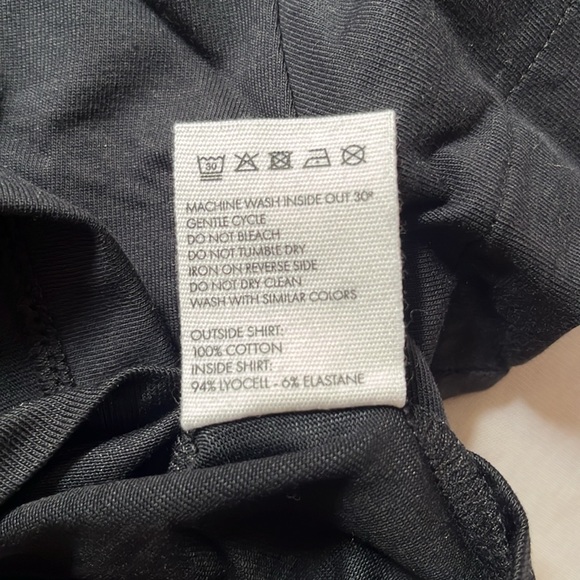 30
MACHINE WASH INSIDE OUT 30°
GENTLE CYCLE
DO NOT BLEACH
DO NOT TUMBLE DRY
IRON ON REVERSE SIDE
DO NOT DRY CLEAN
WASH WITH SIMILAR COLORS
OUTSIDE SHIRT:
100% COTTON
INSIDE SHIRT:
94% LYOCELL - 6% ELASTANE